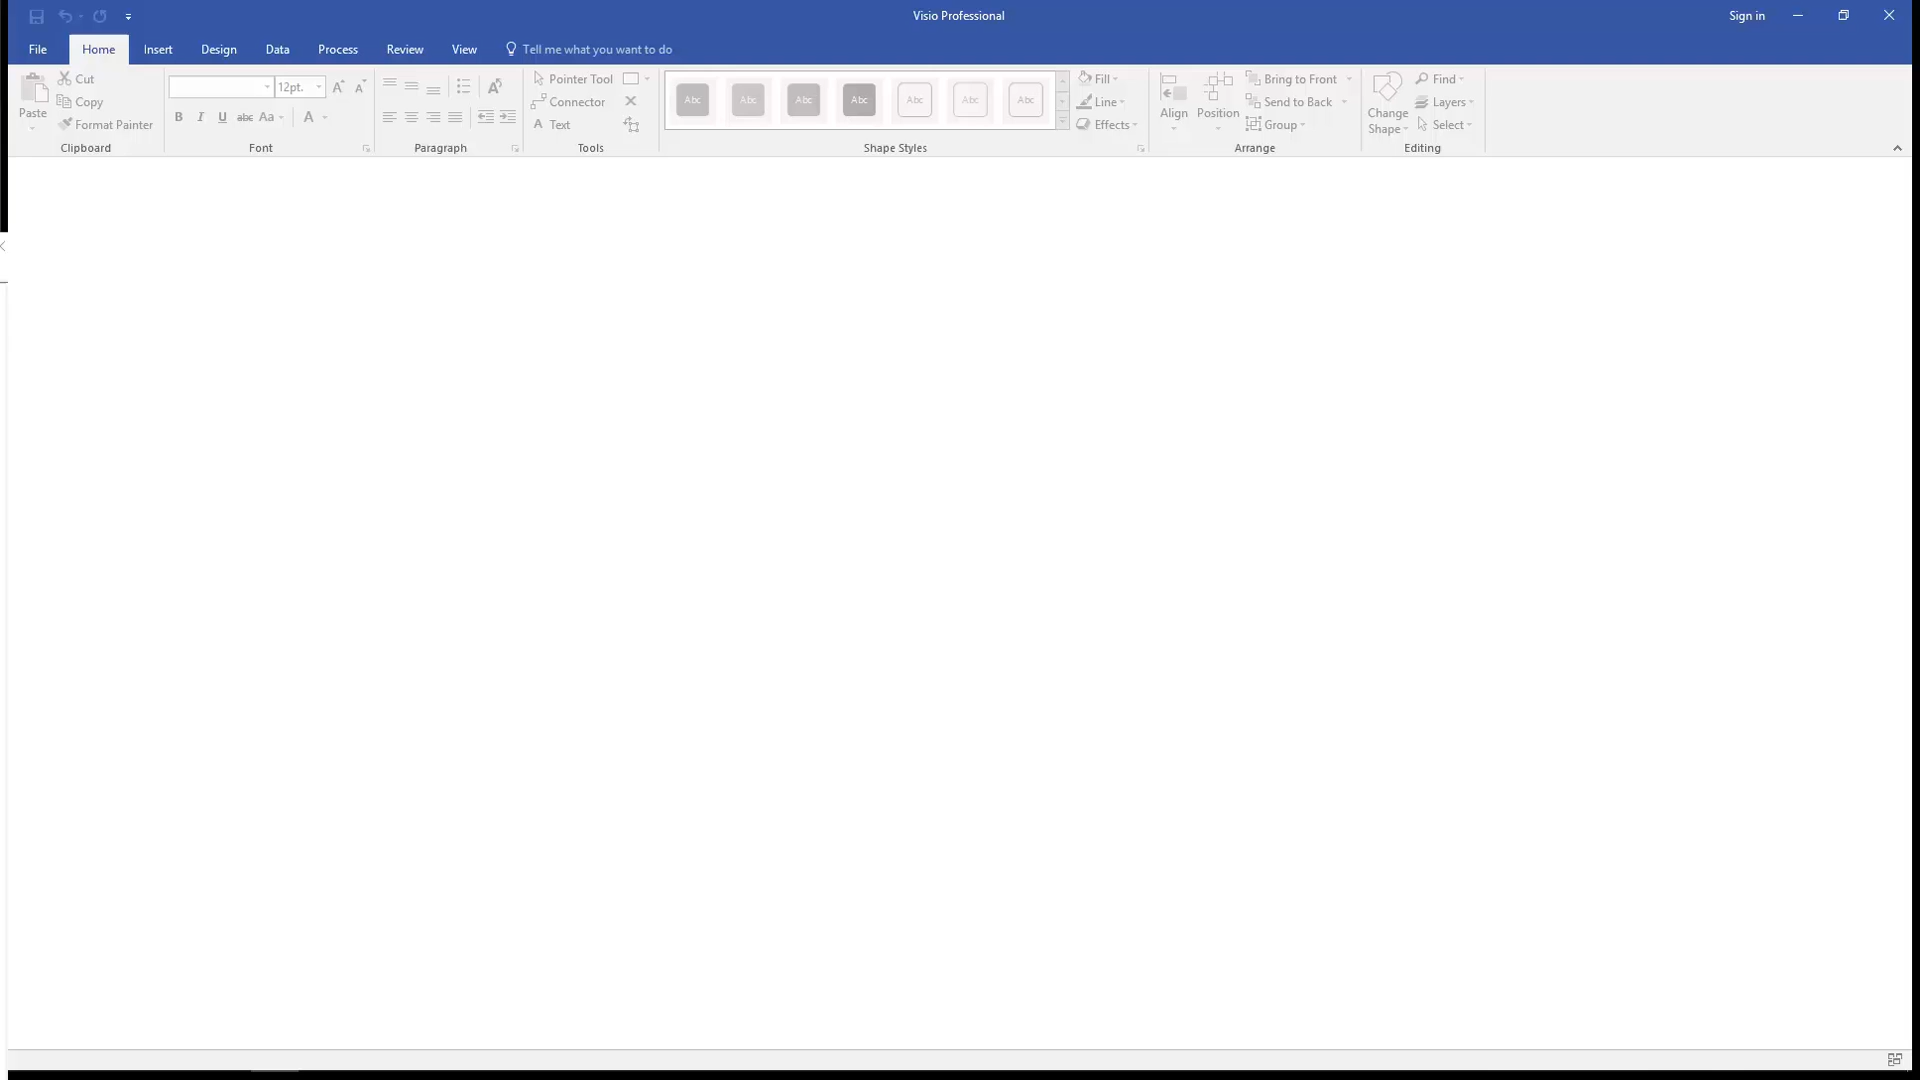 Visio Professional
Sign in
File Home Insert Design Data Process Review View Tell me what you want to do
Paste
Cut
Copy
Format Painter
Clipboard
12pt.
A A
B I U abc Aa A
Font
A
Paragraph
Pointer Tool
Connector
A Text
Tools
Abc Abc Abc Abc Abc Abc Abc
Fill
Line
Effects
Shape Styles
Align
Position
Bring to Front
Send to Back
Group
Arrange
Change
Shape
Find
Layers
Select
Editing